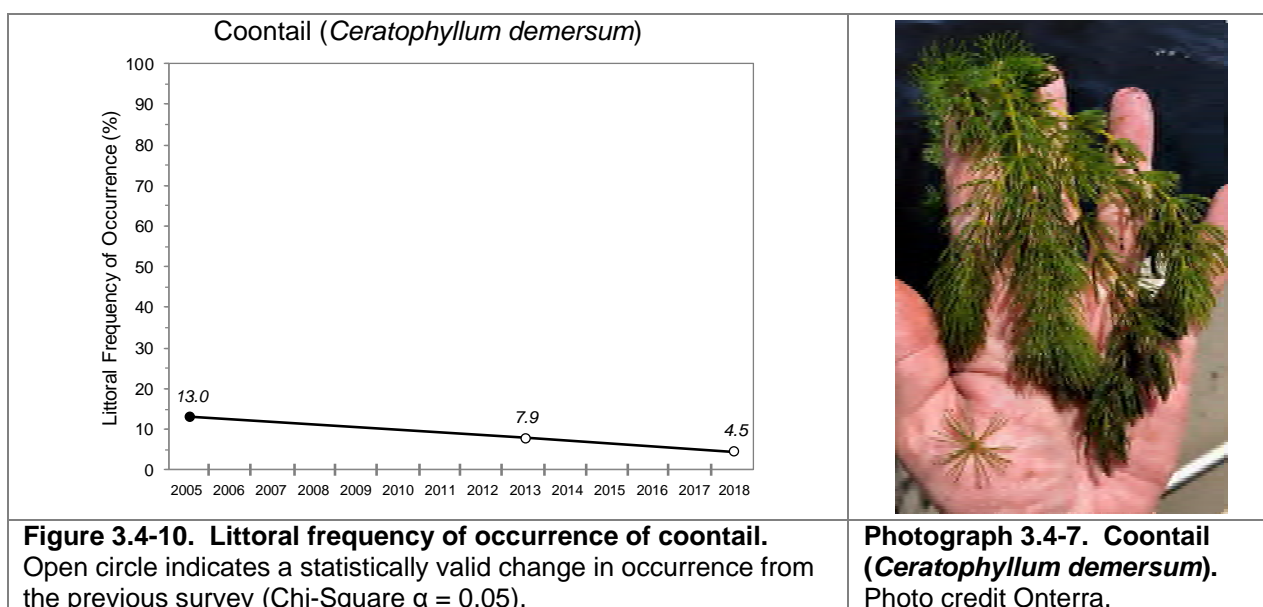 Coontail (Ceratophyllum demersum)
Littoral Frequency of Occurrence (%)
100
90
80
70
60
50
40
30
20
10
0
13.0
7.9
4.5
2005 2006 2007 2008 2009 2010 2011 2012 2013 2014 2015 2016 2017 2018
Figure 3.4-10. Littoral frequency of occurrence of coontail.
Open circle indicates a statistically valid change in occurrence from
the previous survey (Chi-Square α = 0.05).
Photograph 3.4-7. Coontail
(Ceratophyllum demersum).
Photo credit Onterra.